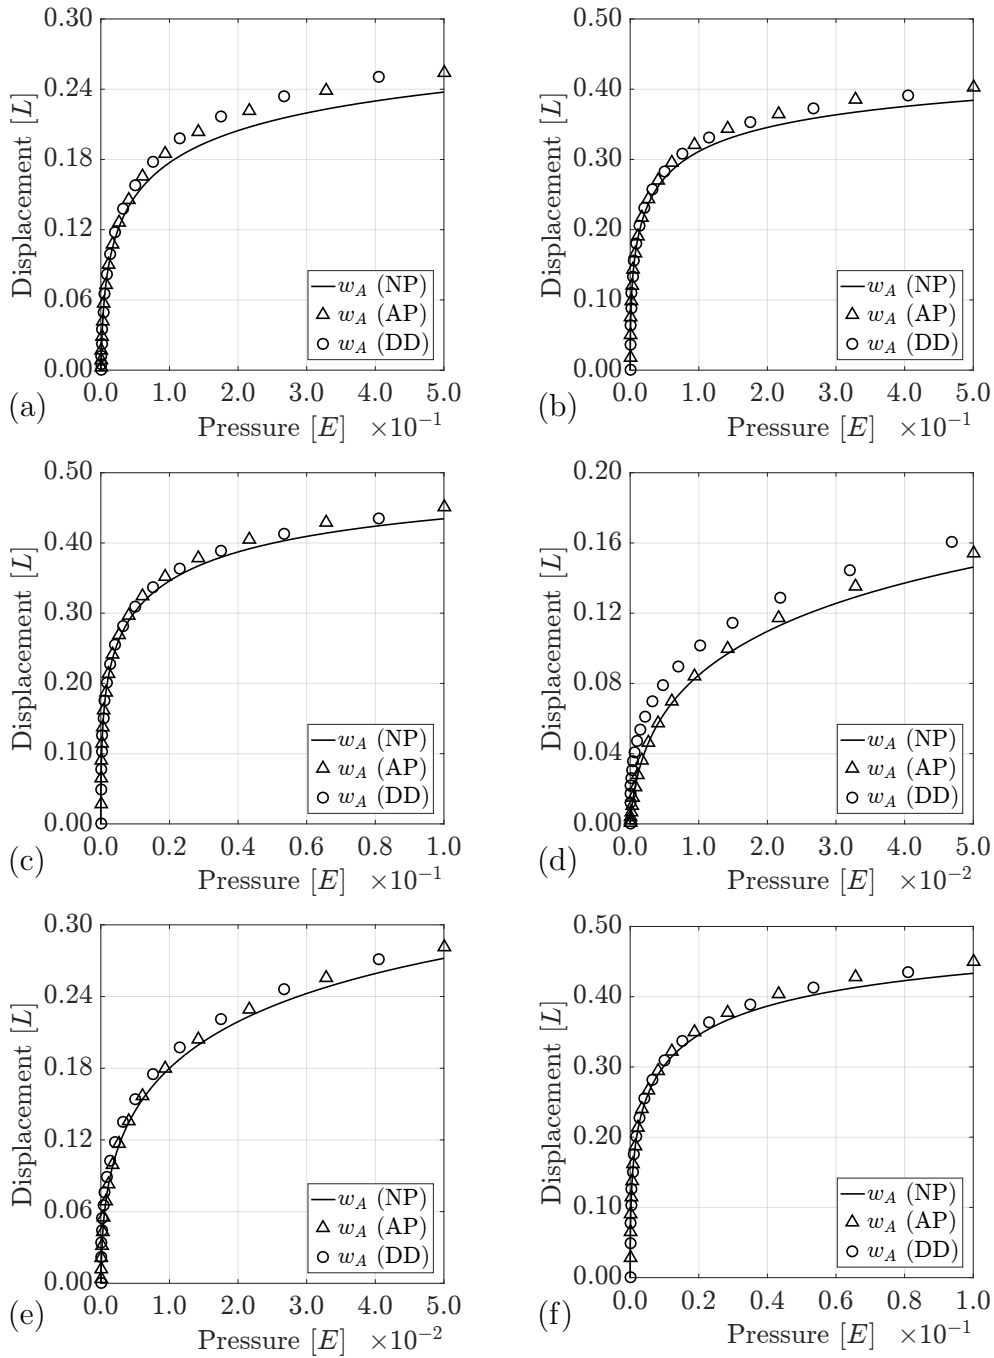 0.30
0.24
0.18
0.12
0.06
0.00
Displacement [L]
w_A (NP)
w_A (AP)
w_A (DD)
0.0 1.0 2.0 3.0 4.0 5.0
(a)
Pressure [E] ×10⁻¹
0.50
0.40
0.30
0.20
0.10
0.00
Displacement [L]
w_A (NP)
w_A (AP)
w_A (DD)
0.0 1.0 2.0 3.0 4.0 5.0
(b)
Pressure [E] ×10⁻¹
0.50
0.40
0.30
0.20
0.10
0.00
Displacement [L]
w_A (NP)
w_A (AP)
w_A (DD)
0.0 0.2 0.4 0.6 0.8 1.0
(c)
Pressure [E] ×10⁻¹
0.20
0.16
0.12
0.08
0.04
0.00
Displacement [L]
w_A (NP)
w_A (AP)
w_A (DD)
0.0 1.0 2.0 3.0 4.0 5.0
(d)
Pressure [E] ×10⁻²
0.30
0.24
0.18
0.12
0.06
0.00
Displacement [L]
w_A (NP)
w_A (AP)
w_A (DD)
0.0 1.0 2.0 3.0 4.0 5.0
(e)
Pressure [E] ×10⁻²
0.50
0.40
0.30
0.20
0.10
0.00
Displacement [L]
w_A (NP)
w_A (AP)
w_A (DD)
0.0 0.2 0.4 0.6 0.8 1.0
(f)
Pressure [E] ×10⁻¹